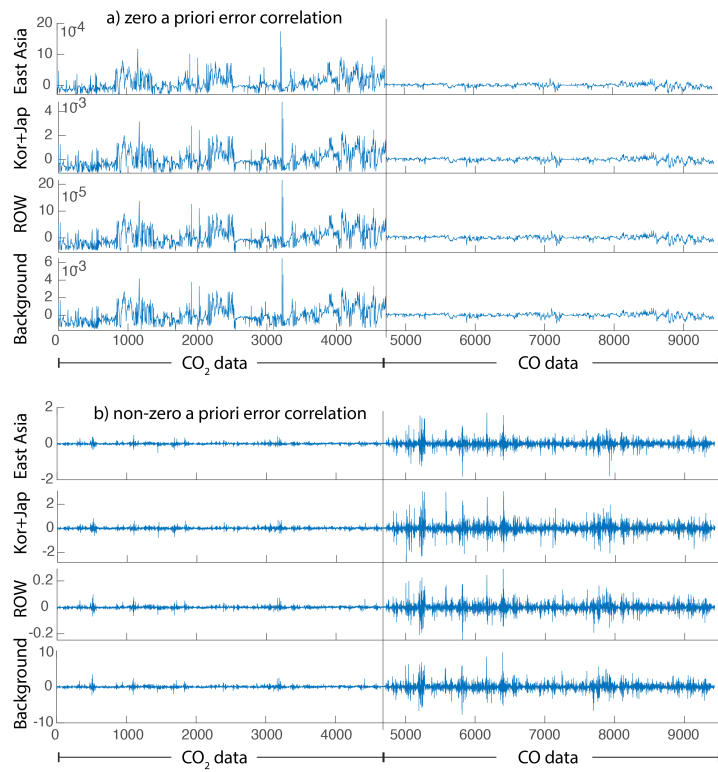 a) zero a priori error correlation
East Asia
20
10
0
10⁻⁴
Kor+Jap
4
2
0
10⁻³
ROW
20
10
0
10⁻⁵
Background
6
4
2
0
10⁻³
0 1000 2000 3000 4000 5000 6000 7000 8000 9000
CO₂ data CO data
b) non-zero a priori error correlation
East Asia
2
0
-2
Kor+Jap
2
0
-2
ROW
0.2
0
-0.2
Background
10
0
-10
0 1000 2000 3000 4000 5000 6000 7000 8000 9000
CO₂ data CO data